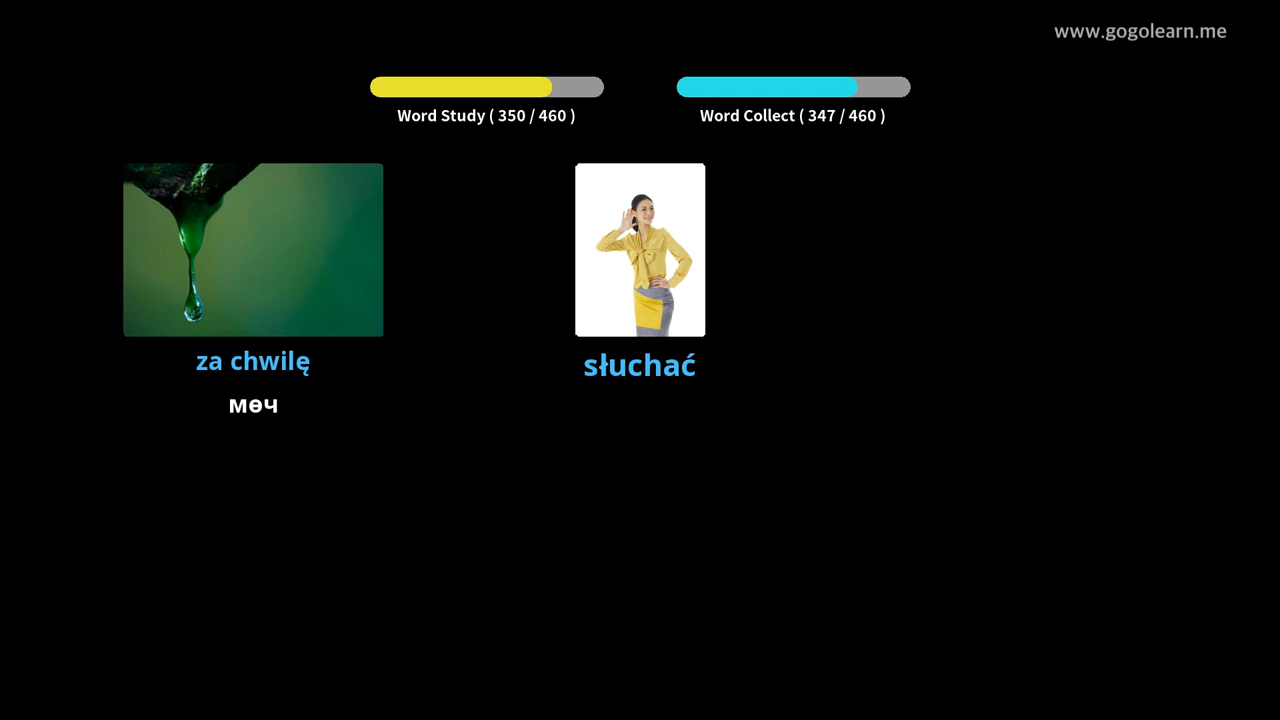 www.gogolearn.me
Word Study ( 350 / 460 )
Word Collect ( 347 / 460 )
za chwilę
słuchać
мөч